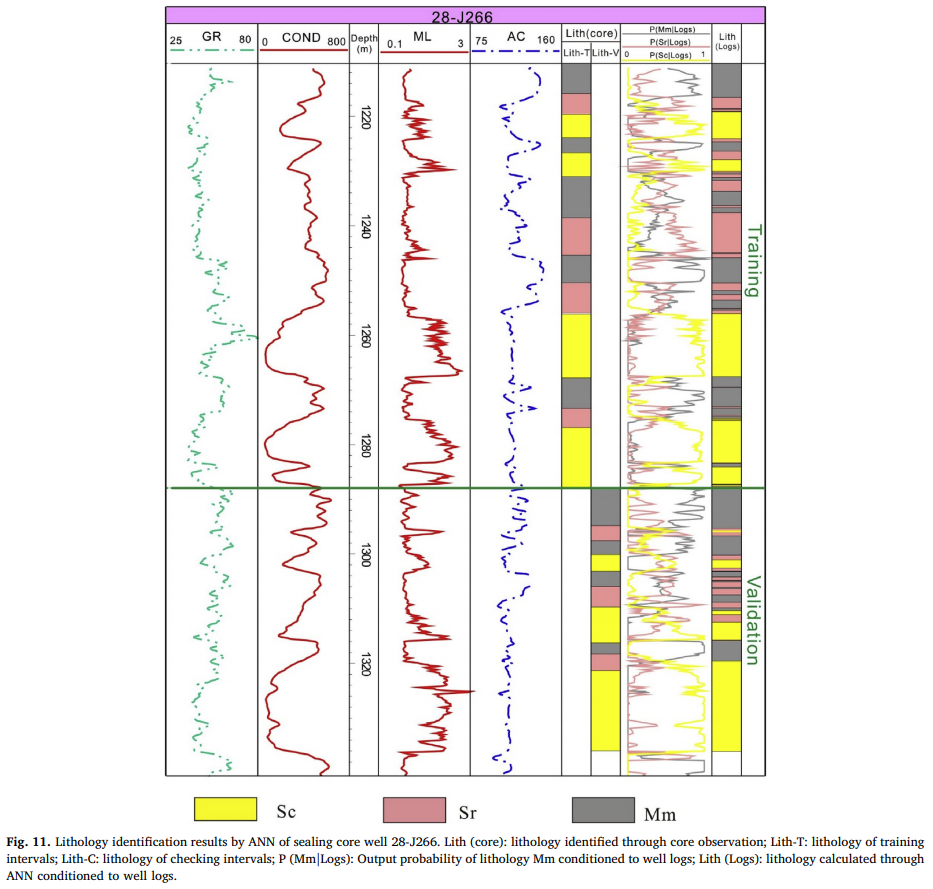 28-J266
25 GR 80
0 COND 800
Depth
(m)
0.1 ML 3
75 AC 160
Lith(core)
Lith-T Lith-V
P(Mm|Logs)
P(Sr|Logs)
0 P(Sc|Logs) 1
Lith
(Logs)
1220
1240
1260
1280
1300
1320
Training
Validation
Sc
Sr
Mm
Fig. 11. Lithology identification results by ANN of sealing core well 28-J266. Lith (core): lithology identified through core observation; Lith-T: lithology of training
intervals; Lith-C: lithology of checking intervals; P (Mm|Logs): Output probability of lithology Mm conditioned to well logs; Lith (Logs): lithology calculated through
ANN conditioned to well logs.